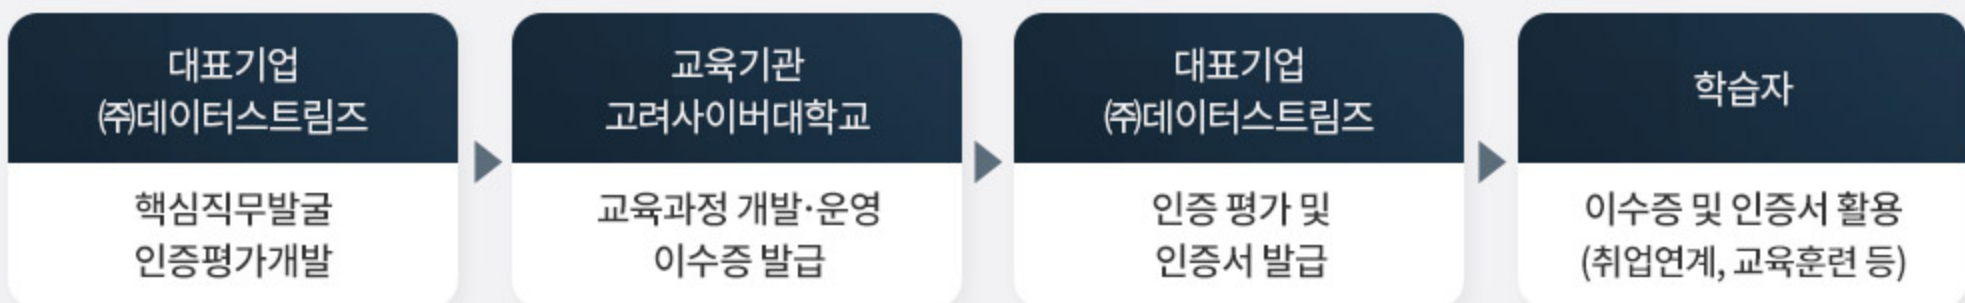 대표기업
㈜데이터스트림즈
핵심직무발굴
인증평가개발
교육기관
고려사이버대학교
교육과정 개발·운영
이수증 발급
대표기업
㈜데이터스트림즈
인증 평가 및
인증서 발급
학습자
이수증 및 인증서 활용
(취업연계, 교육훈련 등)